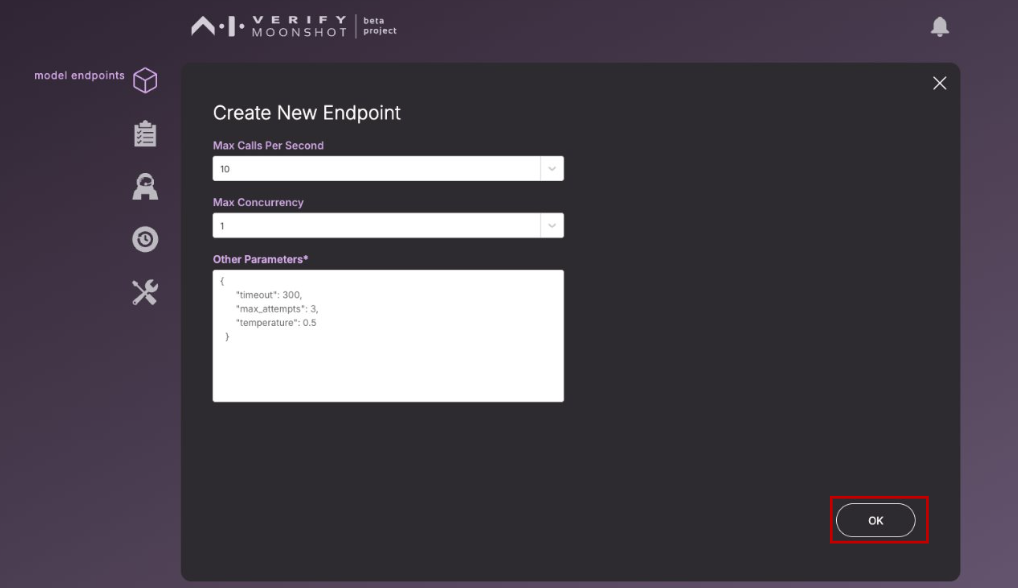 VERIFY
MOONSHOT
beta
project
model endpoints
Create New Endpoint
Max Calls Per Second
10
Max Concurrency
1
Other Parameters*
{
"timeout": 300,
"max_attempts": 3,
"temperature": 0.5
}
OK